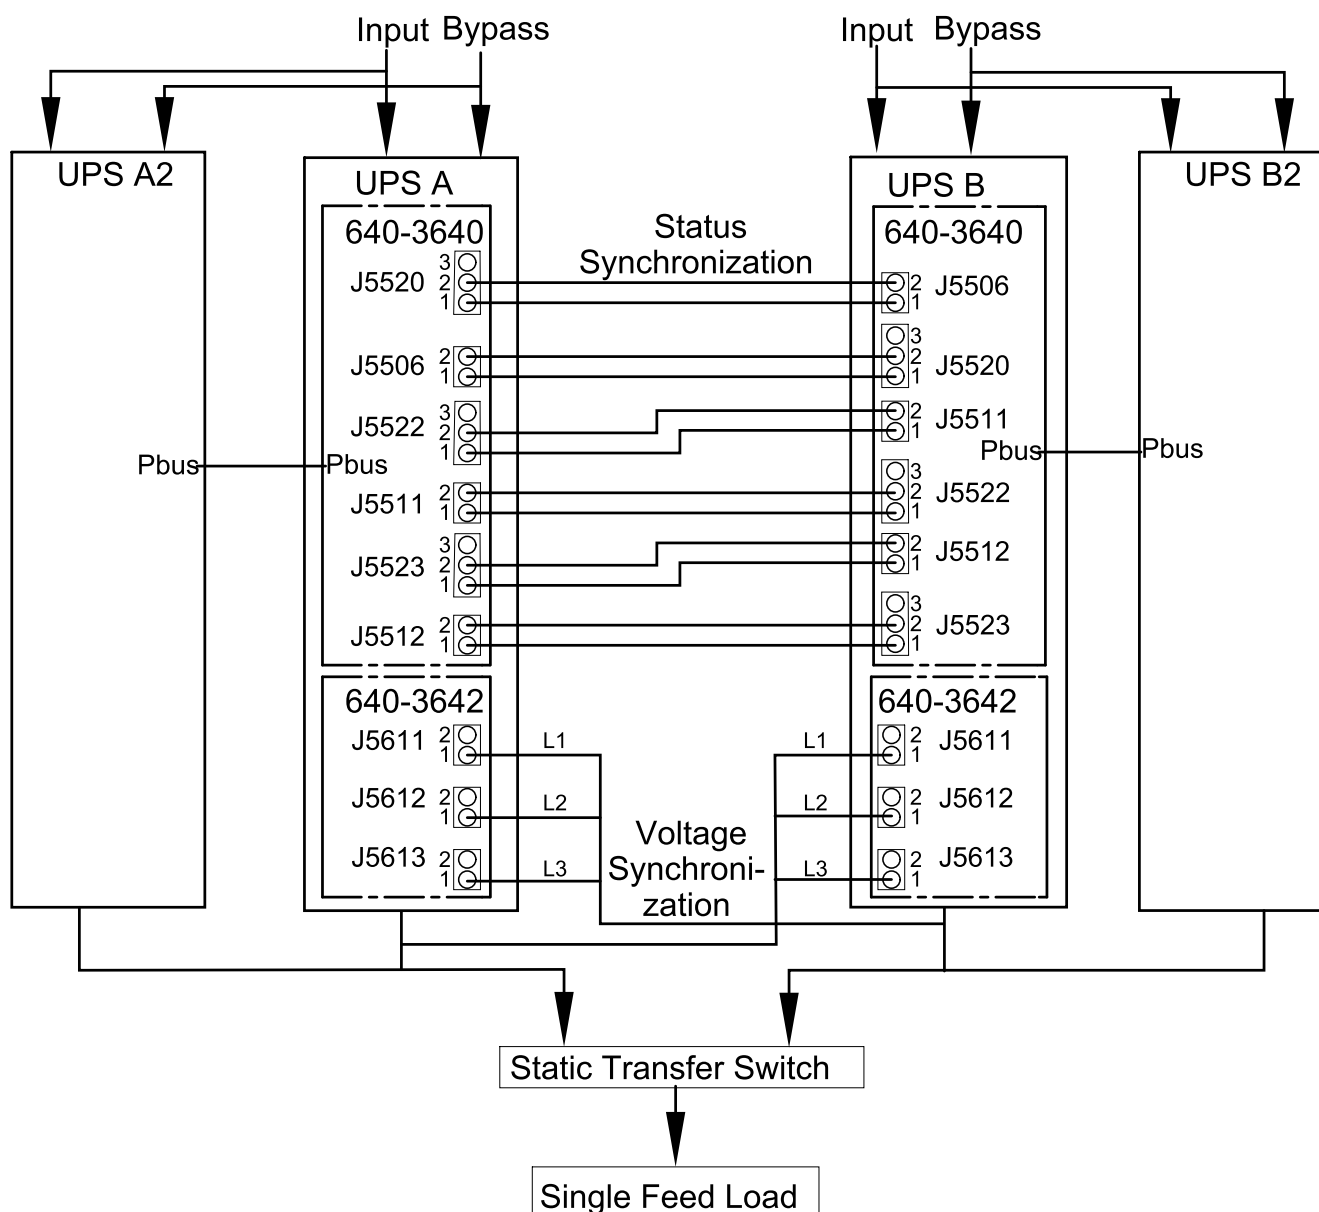 Input Bypass
Input Bypass
UPS A2
UPS A
UPS B
UPS B2
640-3640
J5520
3
2
1
J5506
2
1
J5522
3
2
1
Pbus
Pbus
J5511
2
1
J5523
3
2
1
J5512
2
1
640-3642
J5611
2
1
J5612
2
1
J5613
2
1
Status
Synchronization
L1
L2
L3
Voltage
Synchroni-
zation
L1
L2
L3
640-3640
2
1
J5506
3
2
1
J5520
2
1
J5511
Pbus
Pbus
3
2
1
J5522
2
1
J5512
3
2
1
J5523
640-3642
2
1
J5611
2
1
J5612
2
1
J5613
Static Transfer Switch
Single Feed Load